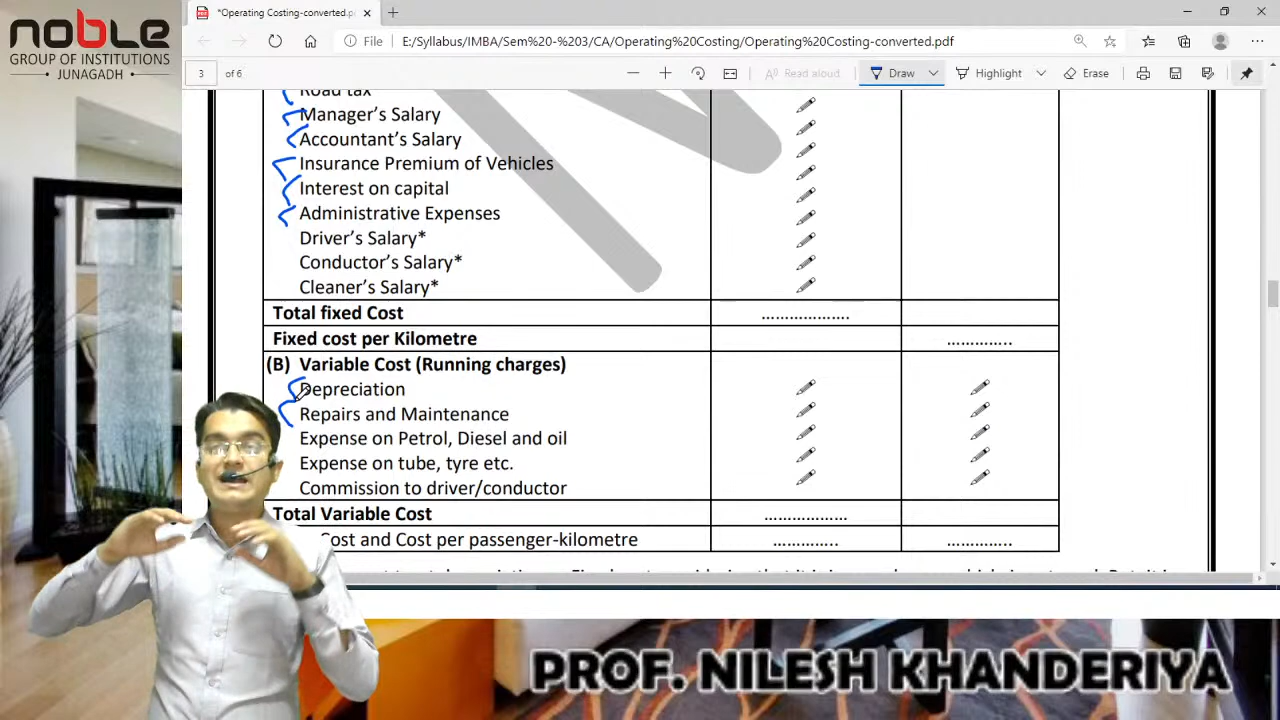 noble
GROUP OF INSTITUTIONS
JUNAGADH
*Operating Costing-converted.p
File
E:/Syllabus/IMBA/Sem%20-%203/CA/Operating%20Costing/Operating%20Costing-converted.pdf
3 of 6
Read aloud
Draw
Highlight
Erase
Road tax
Manager's Salary
Accountant's Salary
Insurance Premium of Vehicles
Interest on capital
Administrative Expenses
Driver's Salary*
Conductor's Salary*
Cleaner's Salary*
Total fixed Cost ……………….
Fixed cost per Kilometre …………..
(B) Variable Cost (Running charges)
Depreciation
Repairs and Maintenance
Expense on Petrol, Diesel and oil
Expense on tube, tyre etc.
Commission to driver/conductor
Total Variable Cost ………………
Cost and Cost per passenger-kilometre ………….. …………..
PROF. NILESH KHANDERIYA